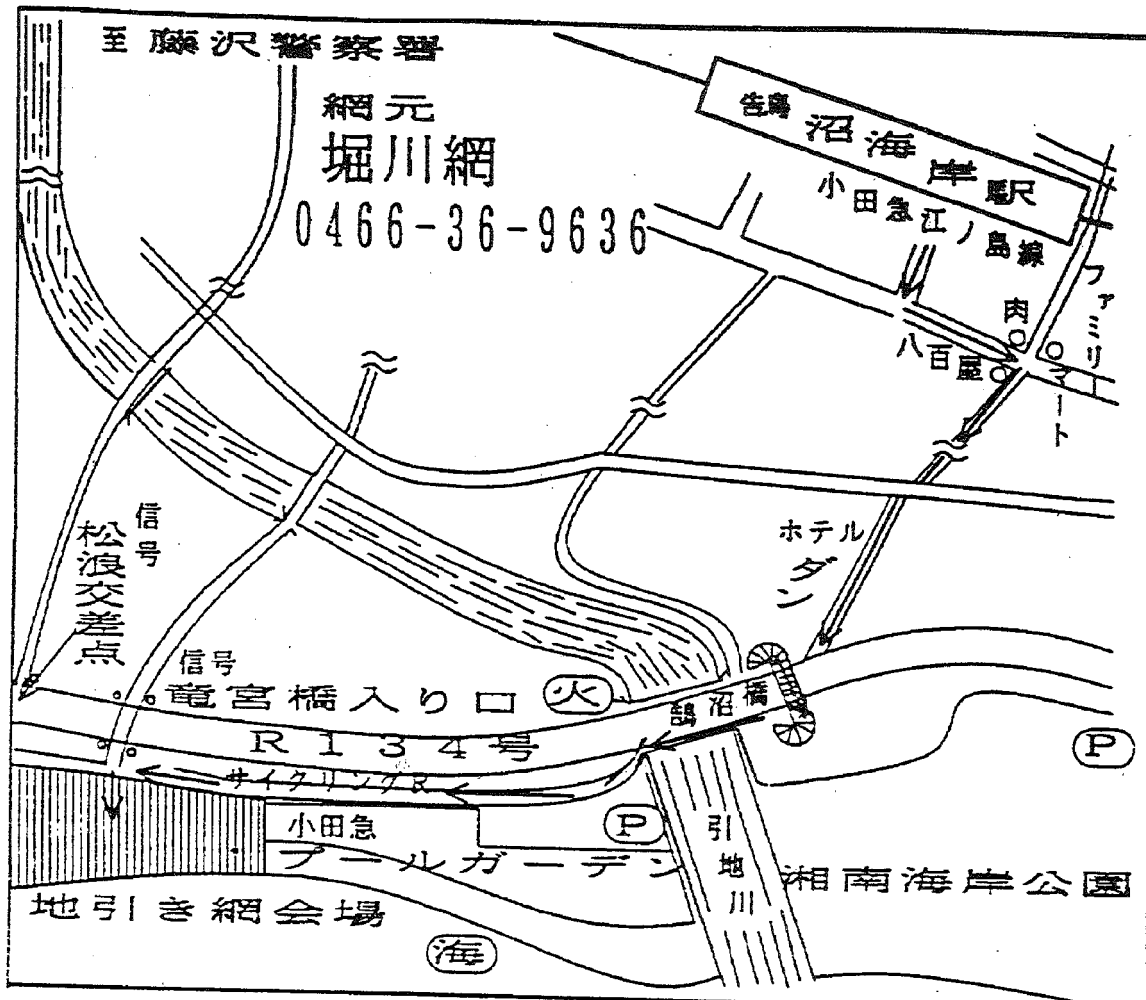 至 藤沢警察署
網元
堀川網
0466-36-9636
鵠沼海岸駅
小田急江ノ島線
ファミリーマート
肉
八百屋
ホテル
ダン
信号
松浪交差点
信号
竜宮橋入り口
火
鵠沼橋
R134号
サイクリングR
P
P
小田急
プールガーデン
引地川
湘南海岸公園
地引き網会場
海